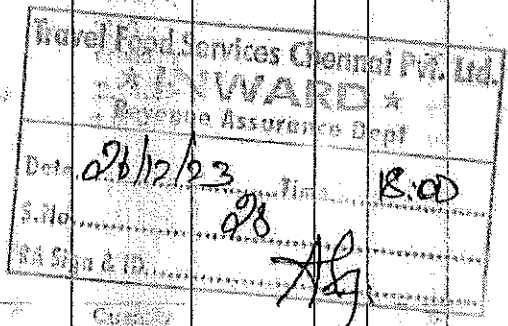 Travel Food Services Chennai Pvt. Ltd.
★ INWARD ★
Revenue Assurance Dept
Date 26/12/23 Time 18:00
S.No. 28
RA Sign & ID